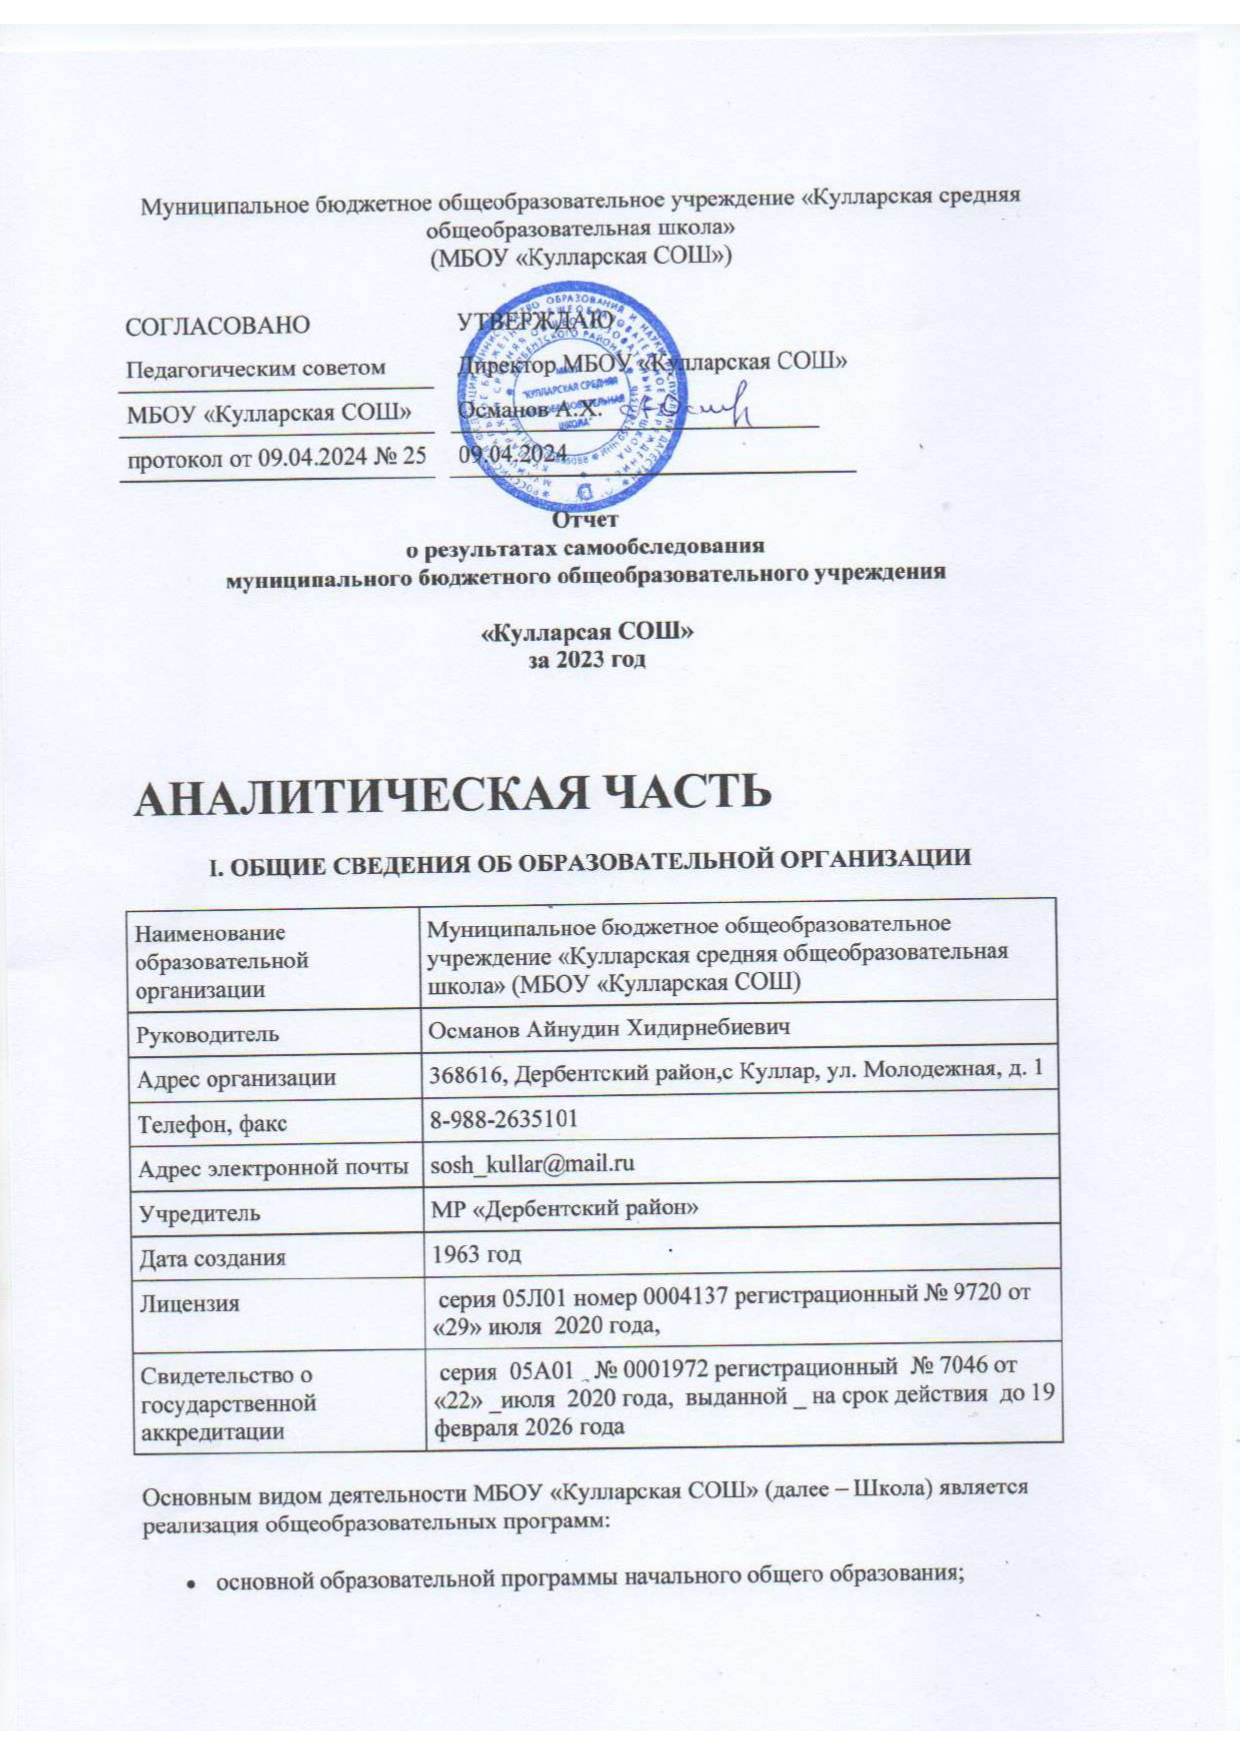 Муниципальное бюджетное общеобразовательное учреждение «Кулларская средняя
общеобразовательная школа»
(МБОУ «Кулларская СОШ»)
СОГЛАСОВАНО
Педагогическим советом
МБОУ «Кулларская СОШ»
протокол от 09.04.2024 № 25
УТВЕРЖДАЮ
Директор МБОУ «Кулларская СОШ»
Османов А.Х.
09.04.2024
"КУЛЛАРСКАЯ СРЕДНЯЯ
ОБЩЕОБРАЗОВАТЕЛЬНАЯ
ШКОЛА"
Отчет
о результатах самообследования
муниципального бюджетного общеобразовательного учреждения
«Кулларсая СОШ»
за 2023 год
АНАЛИТИЧЕСКАЯ ЧАСТЬ
I. ОБЩИЕ СВЕДЕНИЯ ОБ ОБРАЗОВАТЕЛЬНОЙ ОРГАНИЗАЦИИ
Наименование
образовательной
организации
Муниципальное бюджетное общеобразовательное
учреждение «Кулларская средняя общеобразовательная
школа» (МБОУ «Кулларская СОШ)
Руководитель
Османов Айнудин Хидирнебиевич
Адрес организации
368616, Дербентский район,с Куллар, ул. Молодежная, д. 1
Телефон, факс
8-988-2635101
Адрес электронной почты
sosh_kullar@mail.ru
Учредитель
МР «Дербентский район»
Дата создания
1963 год
Лицензия
серия 05Л01 номер 0004137 регистрационный № 9720 от
«29» июля 2020 года,
Свидетельство о
государственной
аккредитации
серия 05А01 _ № 0001972 регистрационный № 7046 от
«22» _июля 2020 года, выданной _ на срок действия до 19
февраля 2026 года
Основным видом деятельности МБОУ «Кулларская СОШ» (далее – Школа) является
реализация общеобразовательных программ:
• основной образовательной программы начального общего образования;